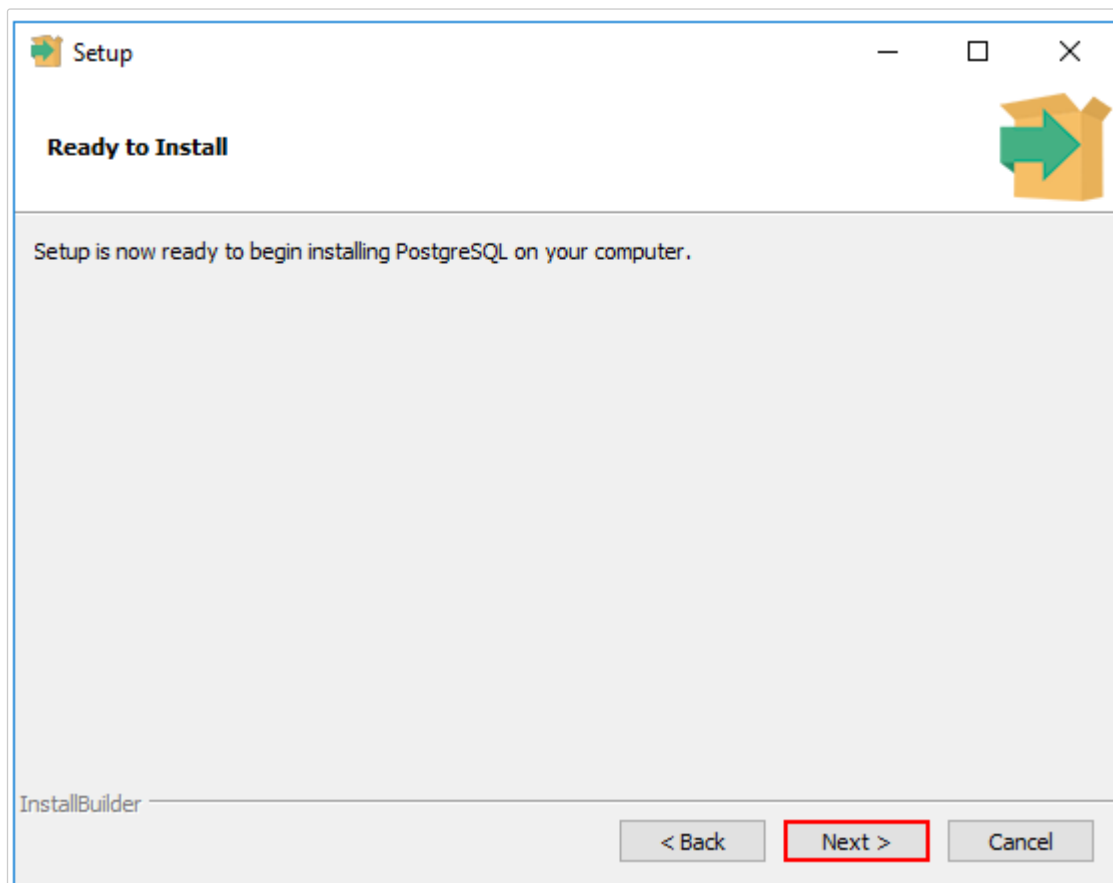 Setup
Ready to Install
Setup is now ready to begin installing PostgreSQL on your computer.
InstallBuilder
< Back
Next >
Cancel